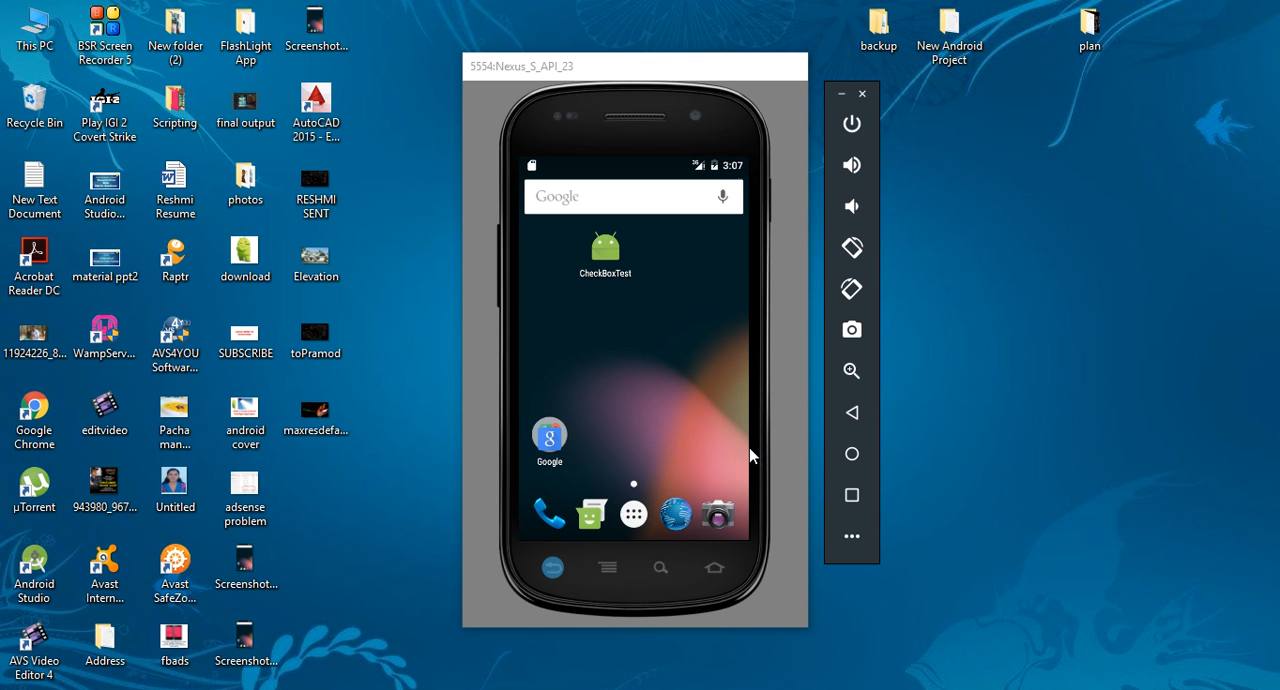 This PC
BSR Screen
Recorder 5
New folder
(2)
FlashLight
App
Screenshot...
backup
New Android
Project
plan
5554:Nexus_S_API_23
Recycle Bin
Play IGI 2
Covert Strike
Scripting
final output
AutoCAD
2015 - E...
3G
3:07
Google
New Text
Document
Android
Studio...
Reshmi
Resume
photos
RESHMI
SENT
CheckBoxTest
Acrobat
Reader DC
material ppt2
Raptr
download
Elevation
11924226_8...
WampServ...
AVS4YOU
Softwar...
SUBSCRIBE
toPramod
Google
Chrome
editvideo
Pacha
man...
android
cover
maxresdefa...
Google
µTorrent
943980_967...
Untitled
adsense
problem
Android
Studio
Avast
Intern...
Avast
SafeZo...
Screenshot...
AVS Video
Editor 4
Address
fbads
Screenshot...